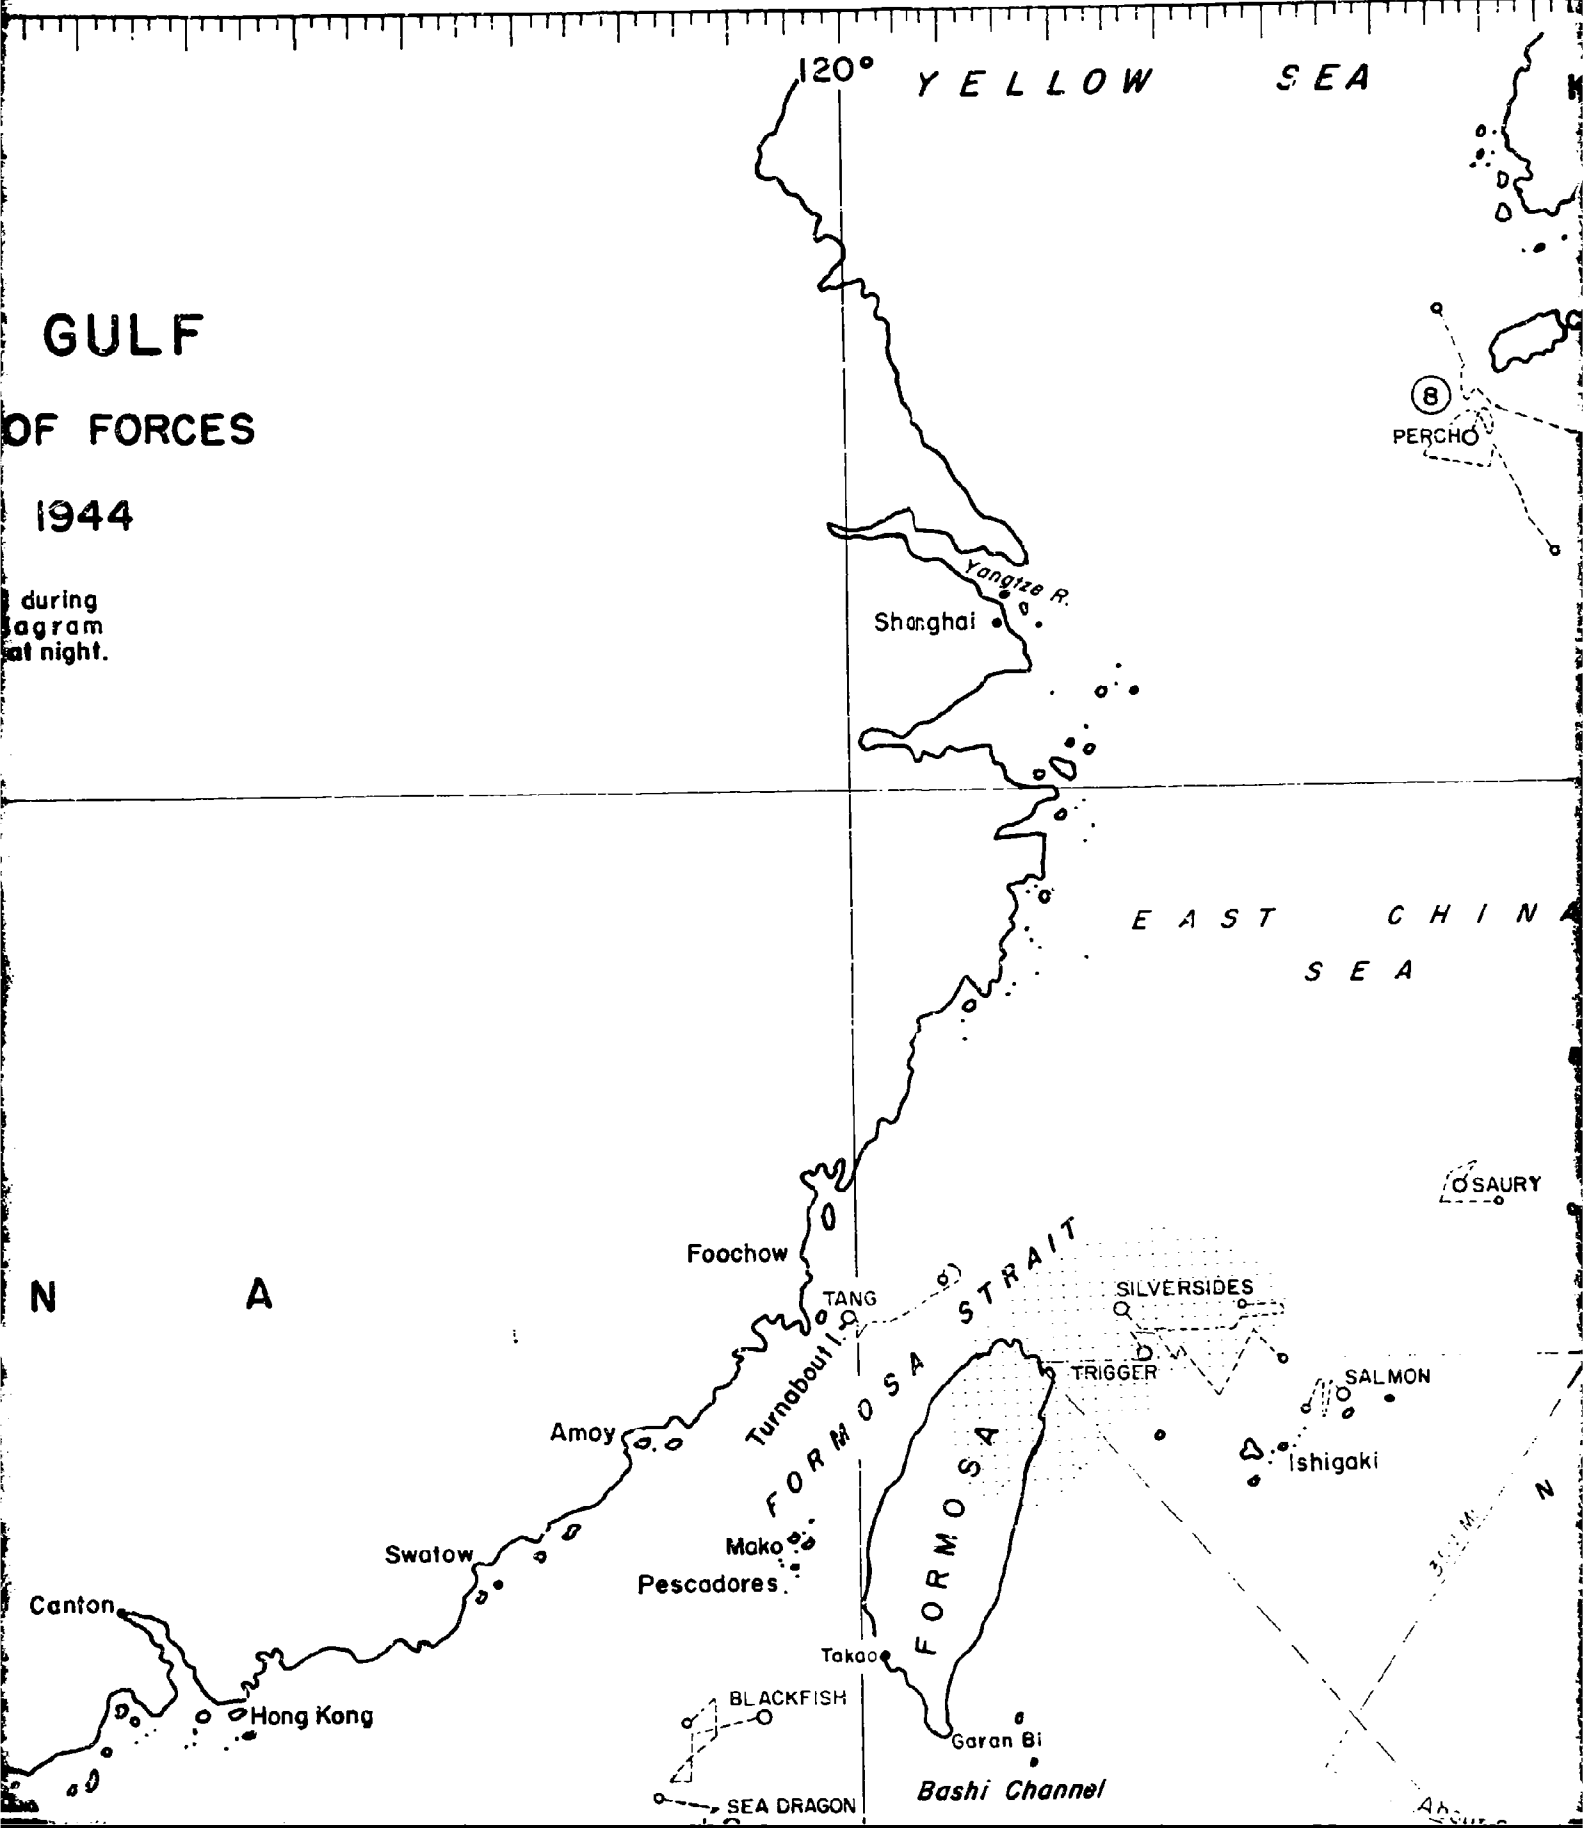 120°
YELLOW SEA
K
GULF
OF FORCES
1944
8
PERCH
during
agram
at night.
Yangtze R.
Shanghai
EAST CHINA
SEA
SAURY
Foochow
N A
TANG
Turnabout I.
FORMOSA STRAIT
SILVERSIDES
TRIGGER
SALMON
Ishigaki
Amoy
FORMOSA
N
Mako
Pescadores
Swatow
Canton
Takao
Hong Kong
BLACKFISH
Garan Bi
Bashi Channel
SEA DRAGON